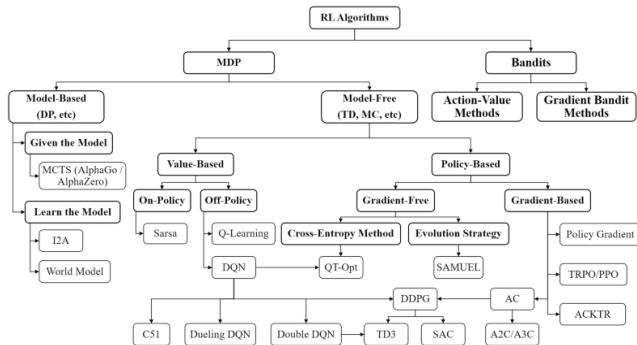 RL Algorithms
MDP
Bandits
Model-Based
(DP, etc)
Model-Free
(TD, MC, etc)
Action-Value
Methods
Gradient Bandit
Methods
Given the Model
MCTS (AlphaGo /
AlphaZero)
Learn the Model
I2A
World Model
Value-Based
Policy-Based
On-Policy
Off-Policy
Gradient-Free
Gradient-Based
Sarsa
Q-Learning
Cross-Entropy Method
Evolution Strategy
Policy Gradient
DQN
QT-Opt
SAMUEL
TRPO/PPO
DDPG
AC
ACKTR
C51
Dueling DQN
Double DQN
TD3
SAC
A2C/A3C